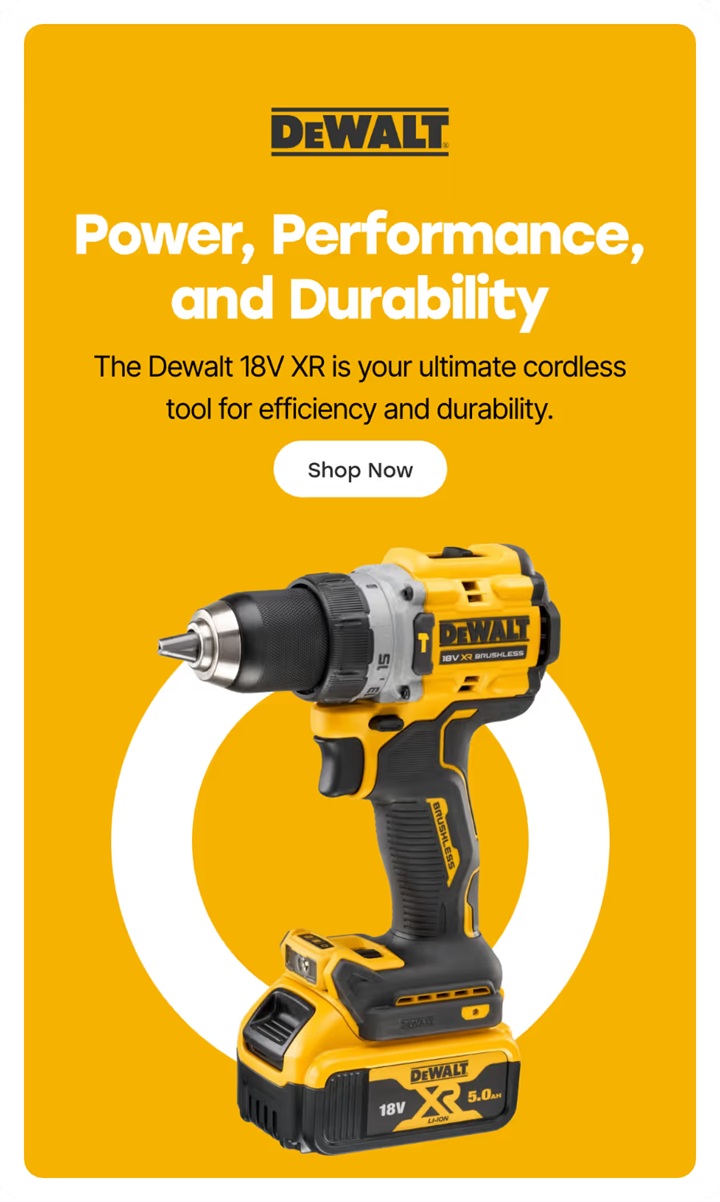 DEWALT
Power, Performance,
and Durability
The Dewalt 18V XR is your ultimate cordless
tool for efficiency and durability.
Shop Now
DEWALT
18V XR BRUSHLESS
15
BRUSHLESS
DEWALT
DEWALT
18V XR 5.0AH
LI-ION